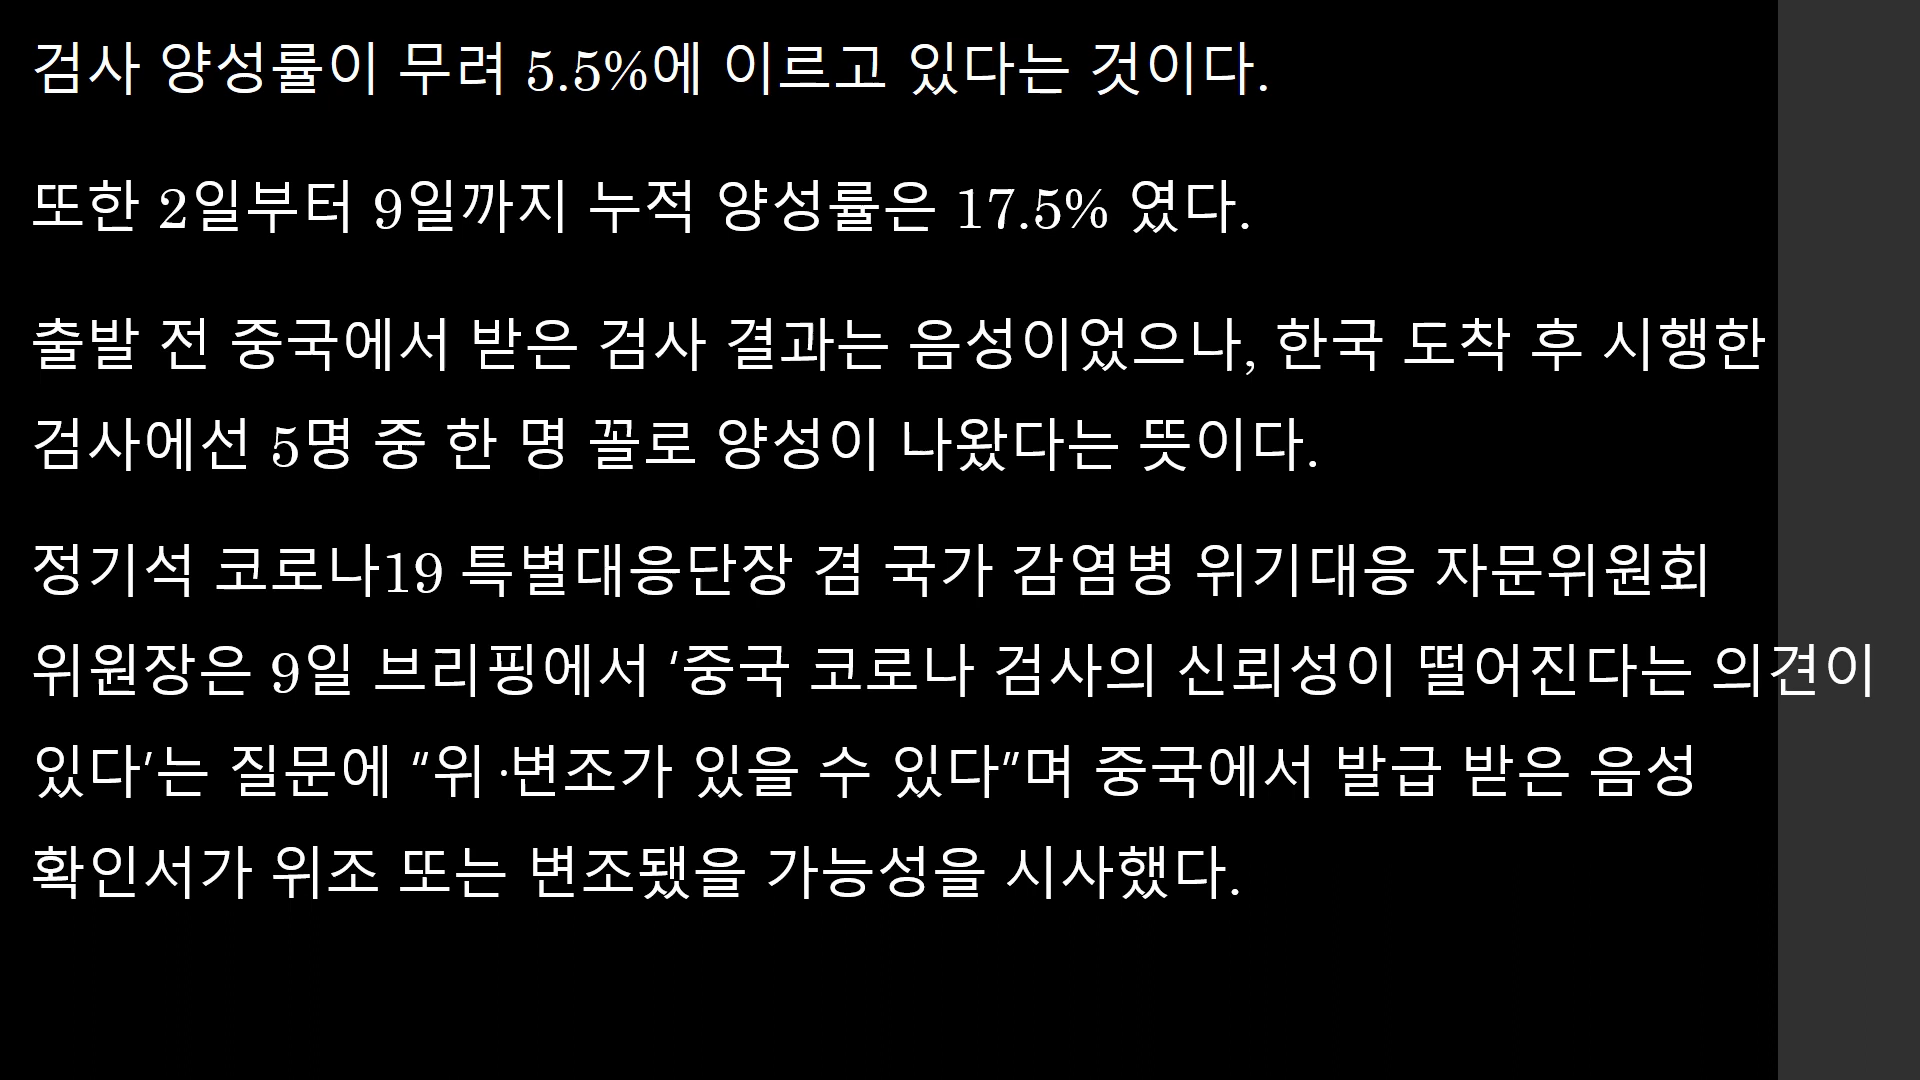 검사 양성률이 무려 5.5%에 이르고 있다는 것이다.
또한 2일부터 9일까지 누적 양성률은 17.5% 였다.
출발 전 중국에서 받은 검사 결과는 음성이었으나, 한국 도착 후 시행한
검사에선 5명 중 한 명 꼴로 양성이 나왔다는 뜻이다.
정기석 코로나19 특별대응단장 겸 국가 감염병 위기대응 자문위원회
위원장은 9일 브리핑에서 ‘중국 코로나 검사의 신뢰성이 떨어진다는 의견이
있다’는 질문에 “위·변조가 있을 수 있다”며 중국에서 발급 받은 음성
확인서가 위조 또는 변조됐을 가능성을 시사했다.